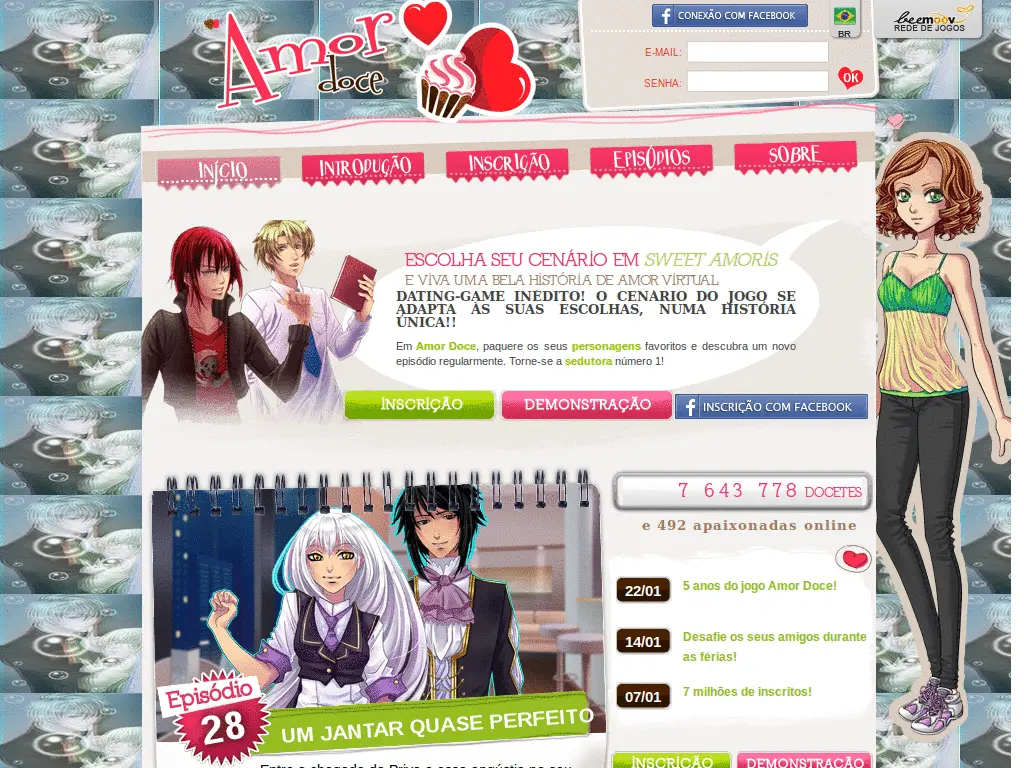 Amor
doce
CONEXÃO COM FACEBOOK
BR
beemoov
REDE DE JOGOS
E-MAIL:
SENHA:
OK
INÍCIO
INTRODUÇÃO
INSCRIÇÃO
EPISÓDIOS
SOBRE
ESCOLHA SEU CENÁRIO EM SWEET AMORIS
E VIVA UMA BELA HISTÓRIA DE AMOR VIRTUAL
DATING-GAME INEDITO! O CENARIO DO JOGO SE
ADAPTA ÀS SUAS ESCOLHAS, NUMA HISTÓRIA
ÚNICA!!
Em Amor Doce, paquere os seus personagens favoritos e descubra um novo
episódio regularmente. Torne-se a sedutora número 1!
INSCRIÇÃO
DEMONSTRAÇÃO
INSCRIÇÃO COM FACEBOOK
7 643 778 DOCETES
e 492 apaixonadas online
22/01
5 anos do jogo Amor Doce!
14/01
Desafie os seus amigos durante
as férias!
07/01
7 milhões de inscritos!
Episódio
28
UM JANTAR QUASE PERFEITO
INSCRIÇÃO
DEMONSTRAÇÃO